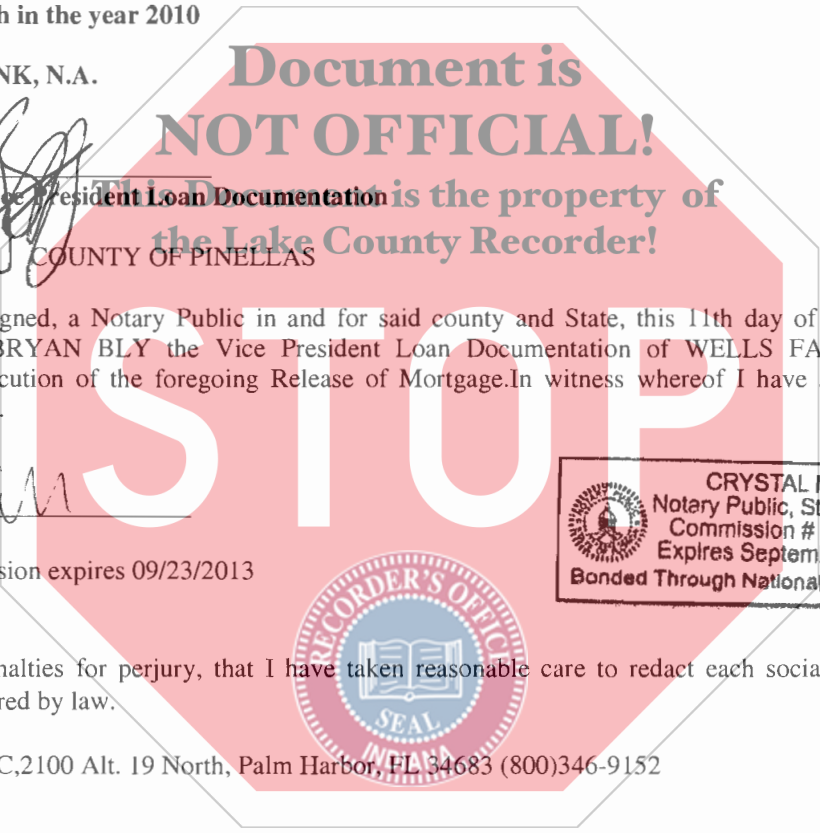 h in the year 2010
Document is
NK, N.A.
NOT OFFICIAL!
President Loan Documentation
This Document is the property of
the Lake County Recorder!
COUNTY OF PINELLAS
STOP
gned, a Notary Public in and for said county and State, this 11th day of
BRYAN BLY the Vice President Loan Documentation of WELLS FA
cution of the foregoing Release of Mortgage.In witness whereof I have
CRYSTAL
Notary Public, St
Commission #
Expires Septem
Bonded Through National
sion expires 09/23/2013
RECORDER'S OFFICE
SEAL
INDIANA
nalties for perjury, that I have taken reasonable care to redact each social
red by law.
C,2100 Alt. 19 North, Palm Harbor, FL 34683 (800)346-9152